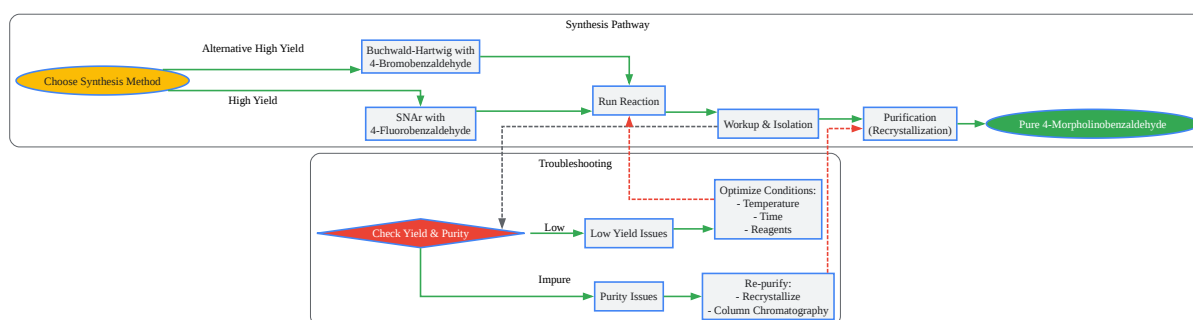 Synthesis Pathway
Alternative High Yield
Buchwald-Hartwig with
4-Bromobenzaldehyde
Choose Synthesis Method
High Yield
SNAr with
4-Fluorobenzaldehyde
Run Reaction
Workup & Isolation
Purification
(Recrystallization)
Pure 4-Morpholinobenzaldehyde
Troubleshooting
Check Yield & Purity
Low
Low Yield Issues
Optimize Conditions:
- Temperature
- Time
- Reagents
Impure
Purity Issues
Re-purify:
- Recrystallize
- Column Chromatography